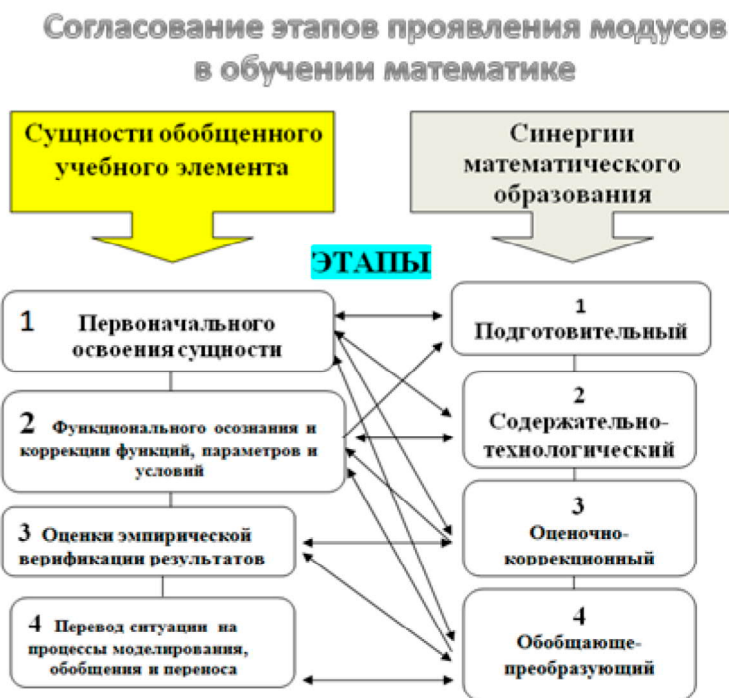 Согласование этапов проявления модусов
в обучении математике
Сущности обобщенного
учебного элемента
Синергии
математического
образования
ЭТАПЫ
1 Первоначального
освоения сущности
2 Функционального осознания и
коррекции функций, параметров и
условий
3 Оценки эмпирической
верификации результатов
4 Перевод ситуации на
процессы моделирования,
обобщения и переноса
1
Подготовительный
2
Содержательно-
технологический
3
Оценочно-
коррекционный
4
Обобщающе-
преобразующий